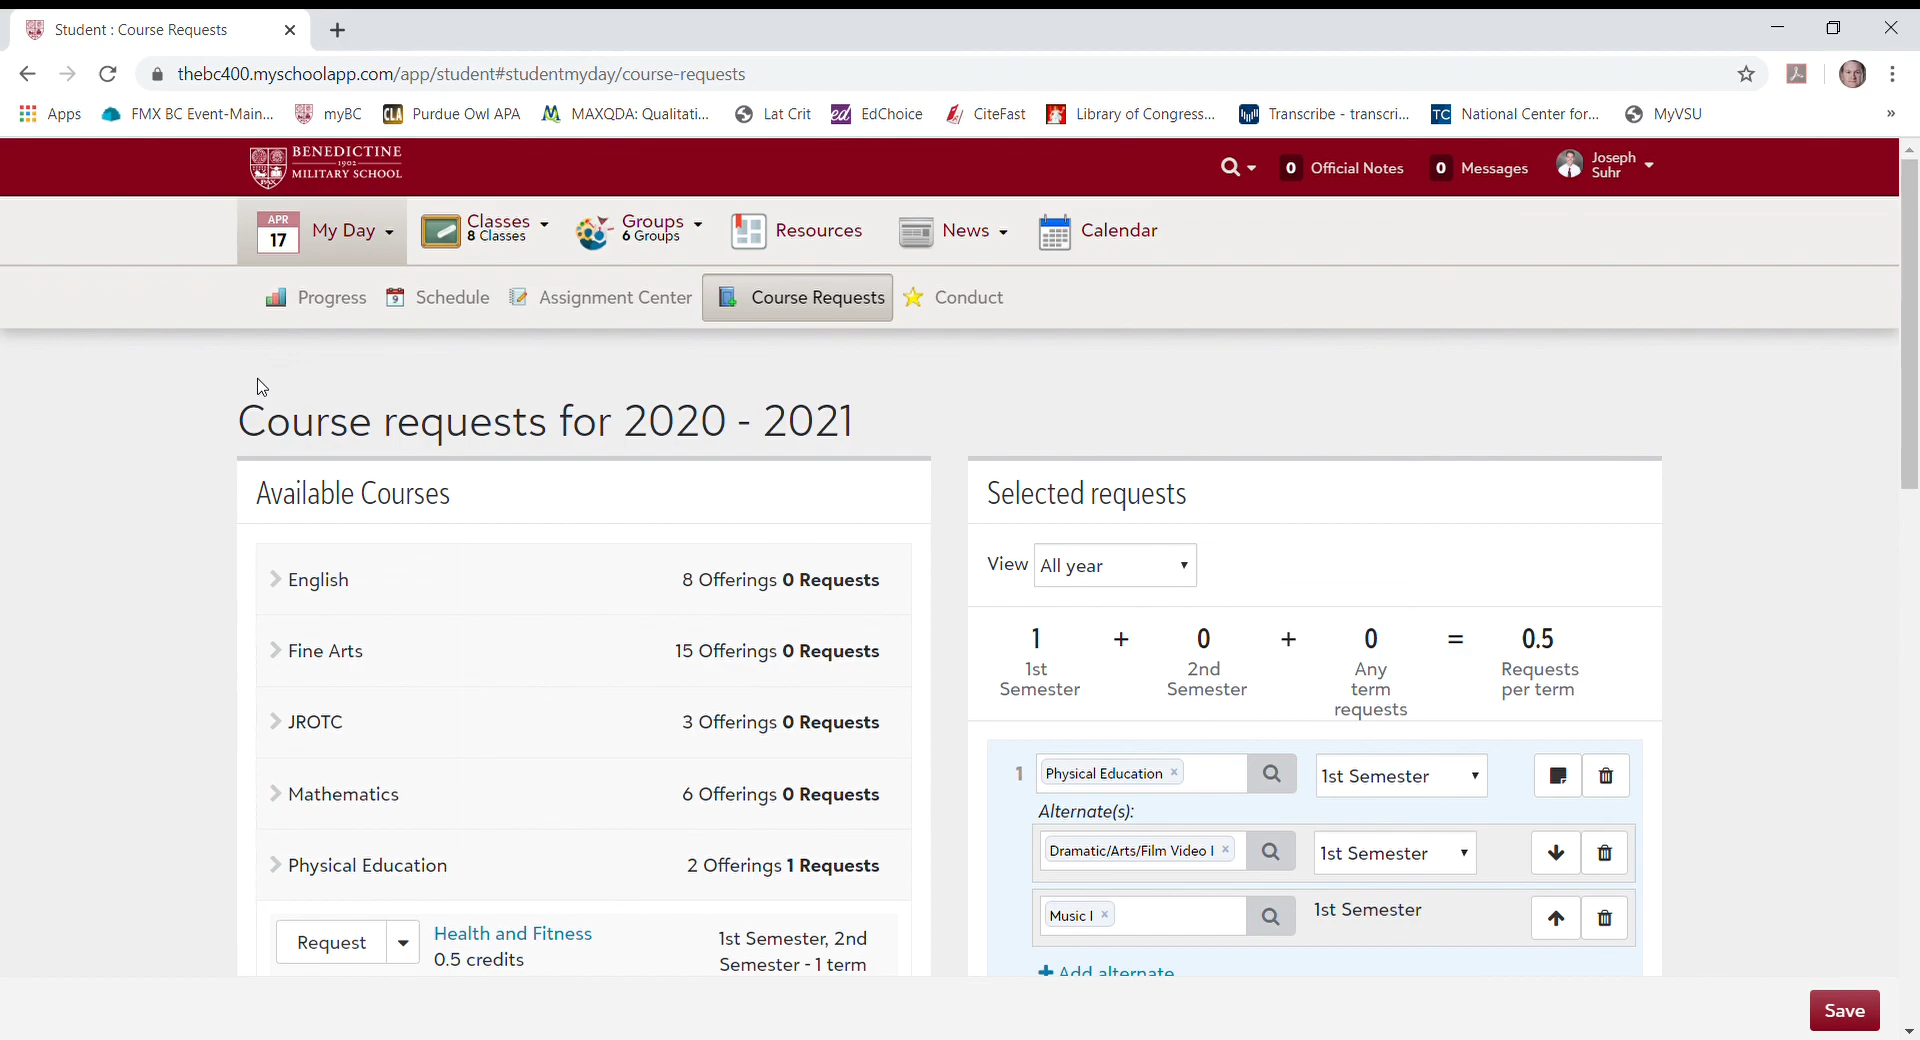 Student : Course Requests
thebc400.myschoolapp.com/app/student#studentmyday/course-requests
Apps
FMX BC Event-Main...
myBC
CLA
Purdue Owl APA
MAXQDA: Qualitati...
Lat Crit
ed
EdChoice
CiteFast
Library of Congress...
Transcribe - transcri...
TC
National Center for...
MyVSU
»
BENEDICTINE
1902
MILITARY SCHOOL
0 Official Notes
0 Messages
Joseph
Suhr
APR
17
My Day
Classes
8 Classes
Groups
6 Groups
Resources
News
Calendar
Progress
9
Schedule
Assignment Center
Course Requests
Conduct
Course requests for 2020 - 2021
Available Courses
English 8 Offerings 0 Requests
Fine Arts 15 Offerings 0 Requests
JROTC 3 Offerings 0 Requests
Mathematics 6 Offerings 0 Requests
Physical Education 2 Offerings 1 Requests
Request
Health and Fitness
0.5 credits
1st Semester, 2nd
Semester - 1 term
Selected requests
View All year
1 + 0 + 0 = 0.5
1st
Semester
2nd
Semester
Any
term
requests
Requests
per term
1 Physical Education × 1st Semester
Alternate(s):
Dramatic/Arts/Film Video I × 1st Semester
Music I × 1st Semester
+ Add alternate
Save